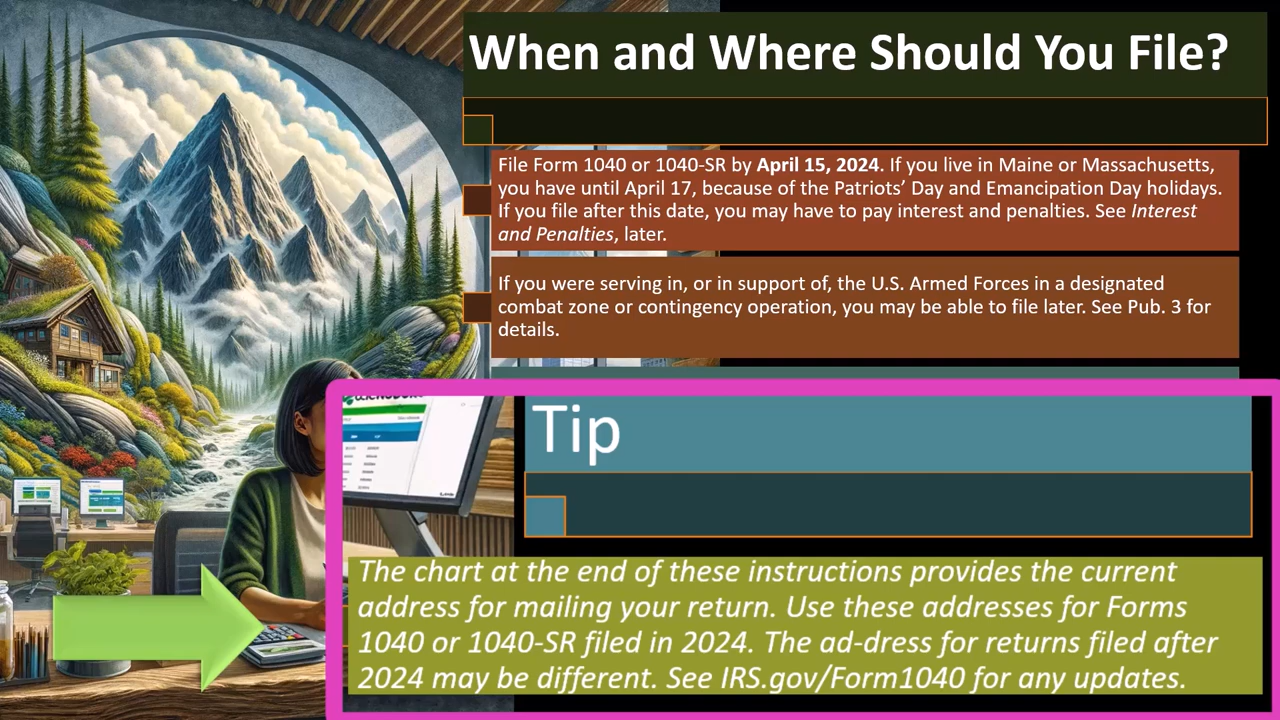 When and Where Should You File?
File Form 1040 or 1040-SR by April 15, 2024. If you live in Maine or Massachusetts,
you have until April 17, because of the Patriots’ Day and Emancipation Day holidays.
If you file after this date, you may have to pay interest and penalties. See Interest
and Penalties, later.
If you were serving in, or in support of, the U.S. Armed Forces in a designated
combat zone or contingency operation, you may be able to file later. See Pub. 3 for
details.
Tip
The chart at the end of these instructions provides the current
address for mailing your return. Use these addresses for Forms
1040 or 1040-SR filed in 2024. The ad-dress for returns filed after
2024 may be different. See IRS.gov/Form1040 for any updates.